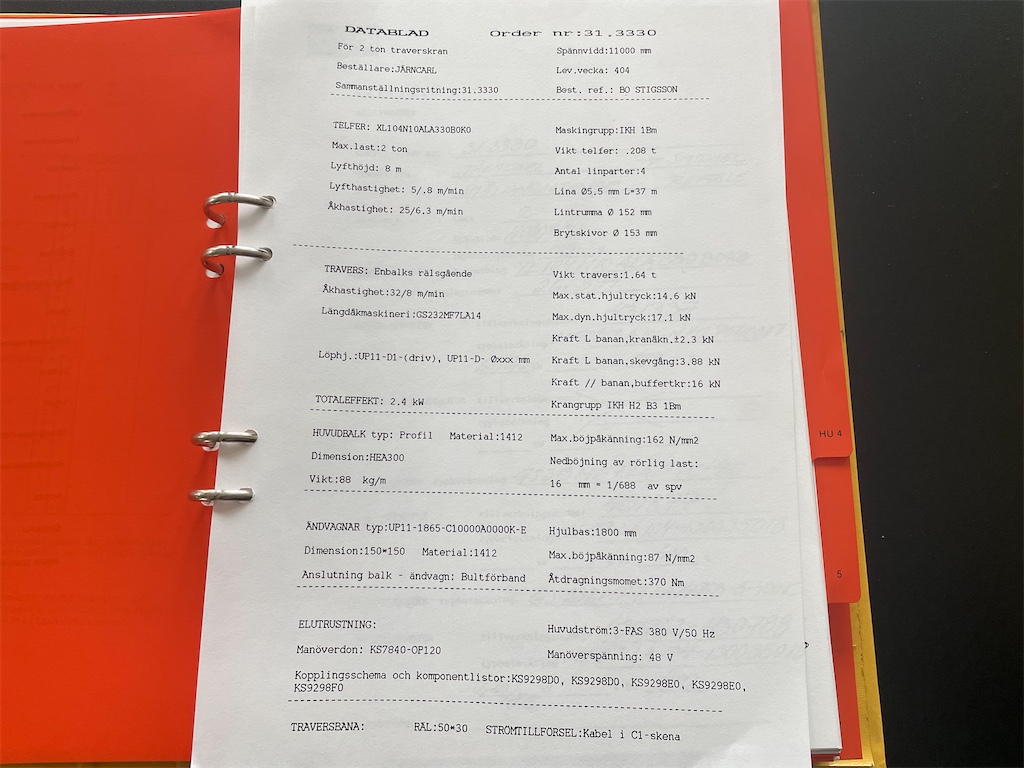 DATABLAD Order nr:31.3330
För 2 ton traverskran Spännvidd:11000 mm
Beställare:JÄRNCARL Lev.vecka: 404
Sammanställningsritning:31.3330 Best. ref.: BO STIGSSON
TELFER: XL104N10ALA330B0K0 Maskingrupp:IKH 1Bm
Max.last:2 ton Vikt telfer: .208 t
Lyfthöjd: 8 m Antal linparter:4
Lyfthastighet: 5/.8 m/min Lina Ø5.5 mm L=37 m
Åkhastighet: 25/6.3 m/min Lintrumma Ø 152 mm
Brytskivor Ø 153 mm
TRAVERS: Enbalks rälsgående Vikt travers:1.64 t
Åkhastighet:32/8 m/min Max.stat.hjultryck:14.6 kN
Längdåkmaskineri:GS232MF7LA14 Max.dyn.hjultryck:17.1 kN
Kraft L banan,kranåkn.±2.3 kN
Löphj.:UP11-D1-(driv), UP11-D- Øxxx mm Kraft L banan,skevgång:3.88 kN
Kraft // banan,buffertkr:16 kN
TOTALEFFEKT: 2.4 kW Krangrupp IKH H2 B3 1Bm
HUVUDBALK typ: Profil Material:1412 Max.böjpåkänning:162 N/mm2
Dimension:HEA300 Nedböjning av rörlig last:
Vikt:88 kg/m 16 mm = 1/688 av spv
ÄNDVAGNAR typ:UP11-1865-C10000A0000K-E Hjulbas:1800 mm
Dimension:150*150 Material:1412 Max.böjpåkänning:87 N/mm2
Anslutning balk - ändvagn: Bultförband Åtdragningsmomet:370 Nm
ELUTRUSTNING: Huvudström:3-FAS 380 V/50 Hz
Manöverdon: KS7840-OP120 Manöverspänning: 48 V
Kopplingsschema och komponentlistor:KS9298D0, KS9298D0, KS9298E0, KS9298E0,
KS9298F0
TRAVERSBANA: RÄL:50*30 STRÖMTILLFÖRSEL:Kabel i C1-skena
HU 4
5